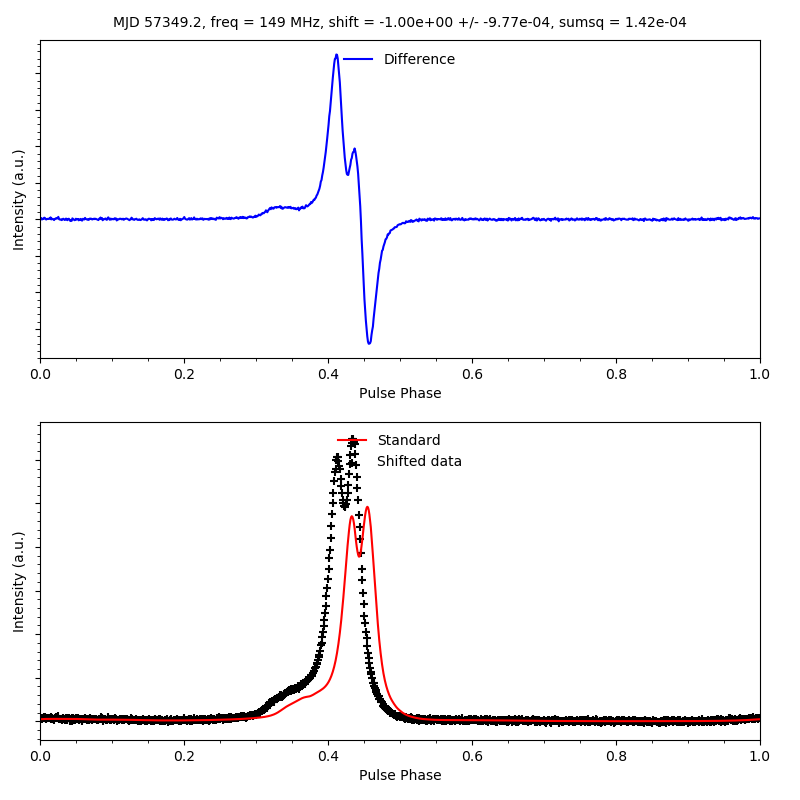 MJD 57349.2, freq = 149 MHz, shift = -1.00e+00 +/- -9.77e-04, sumsq = 1.42e-04
Difference
Intensity (a.u.)
0.0 0.2 0.4 0.6 0.8 1.0
Pulse Phase
Standard
Shifted data
Intensity (a.u.)
0.0 0.2 0.4 0.6 0.8 1.0
Pulse Phase